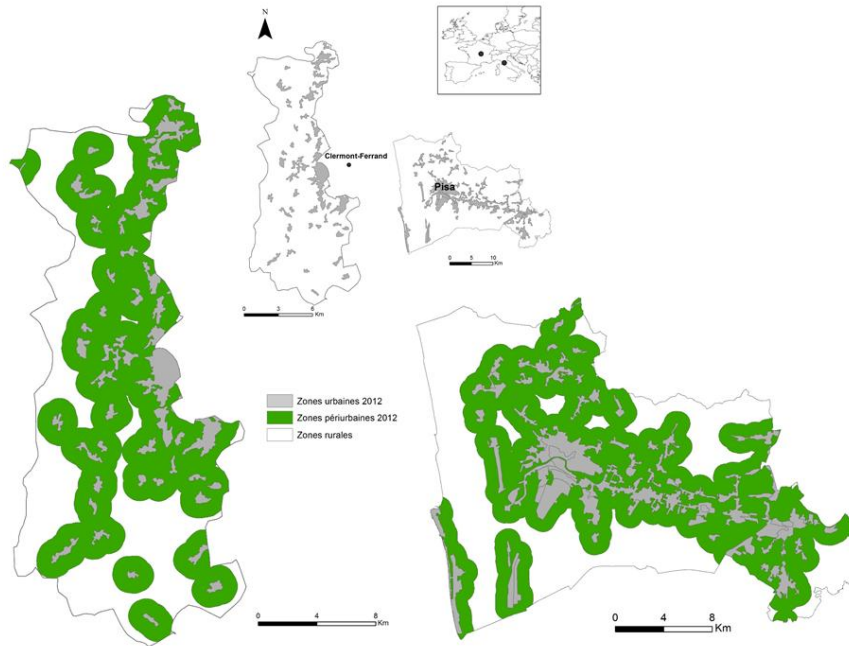 N
Clermont-Ferrand
Pisa
0 5 10
Km
0 3 6
Km
Zones urbaines 2012
Zones périurbaines 2012
Zones rurales
0 4 8
Km
0 4 8
Km